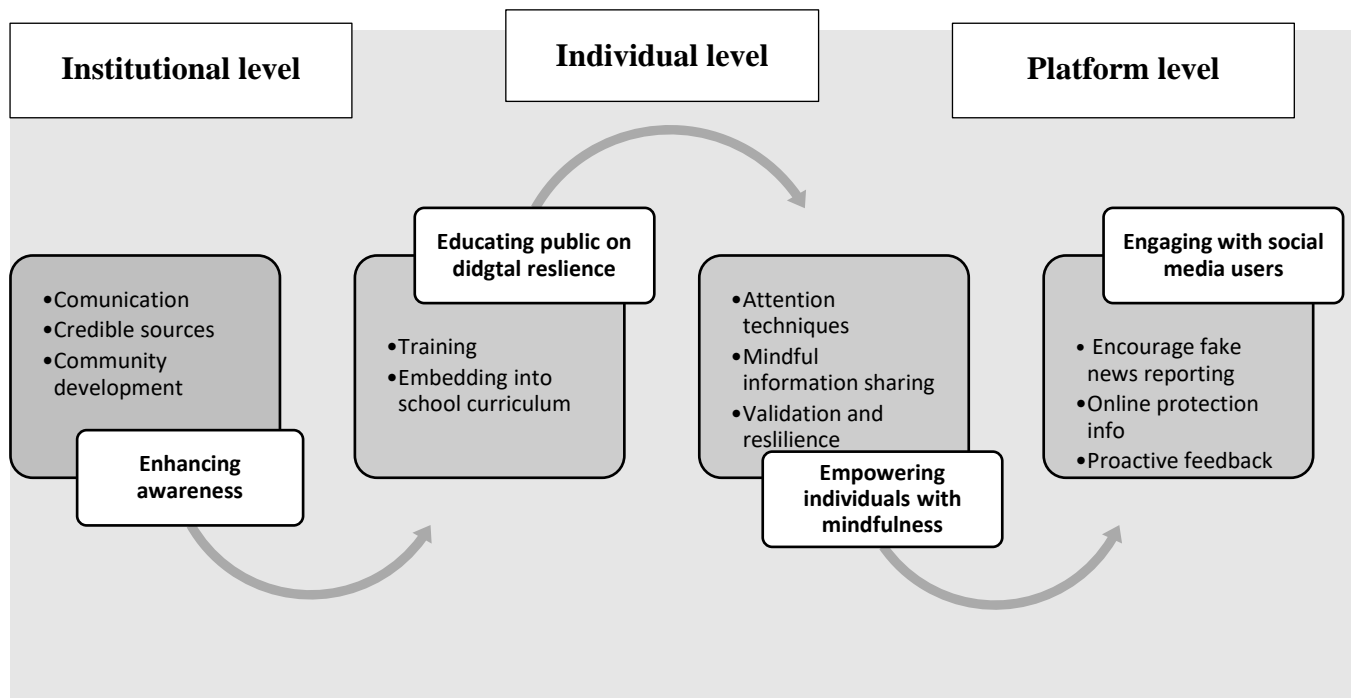 Institutional level
Individual level
Platform level
•Comunication
•Credible sources
•Community
development
Enhancing
awareness
Educating public on
didgtal reslience
•Training
•Embedding into
school curriculum
•Attention
techniques
•Mindful
information sharing
•Validation and
reslilience
Empowering
individuals with
mindfulness
Engaging with social
media users
• Encourage fake
news reporting
•Online protection
info
•Proactive feedback